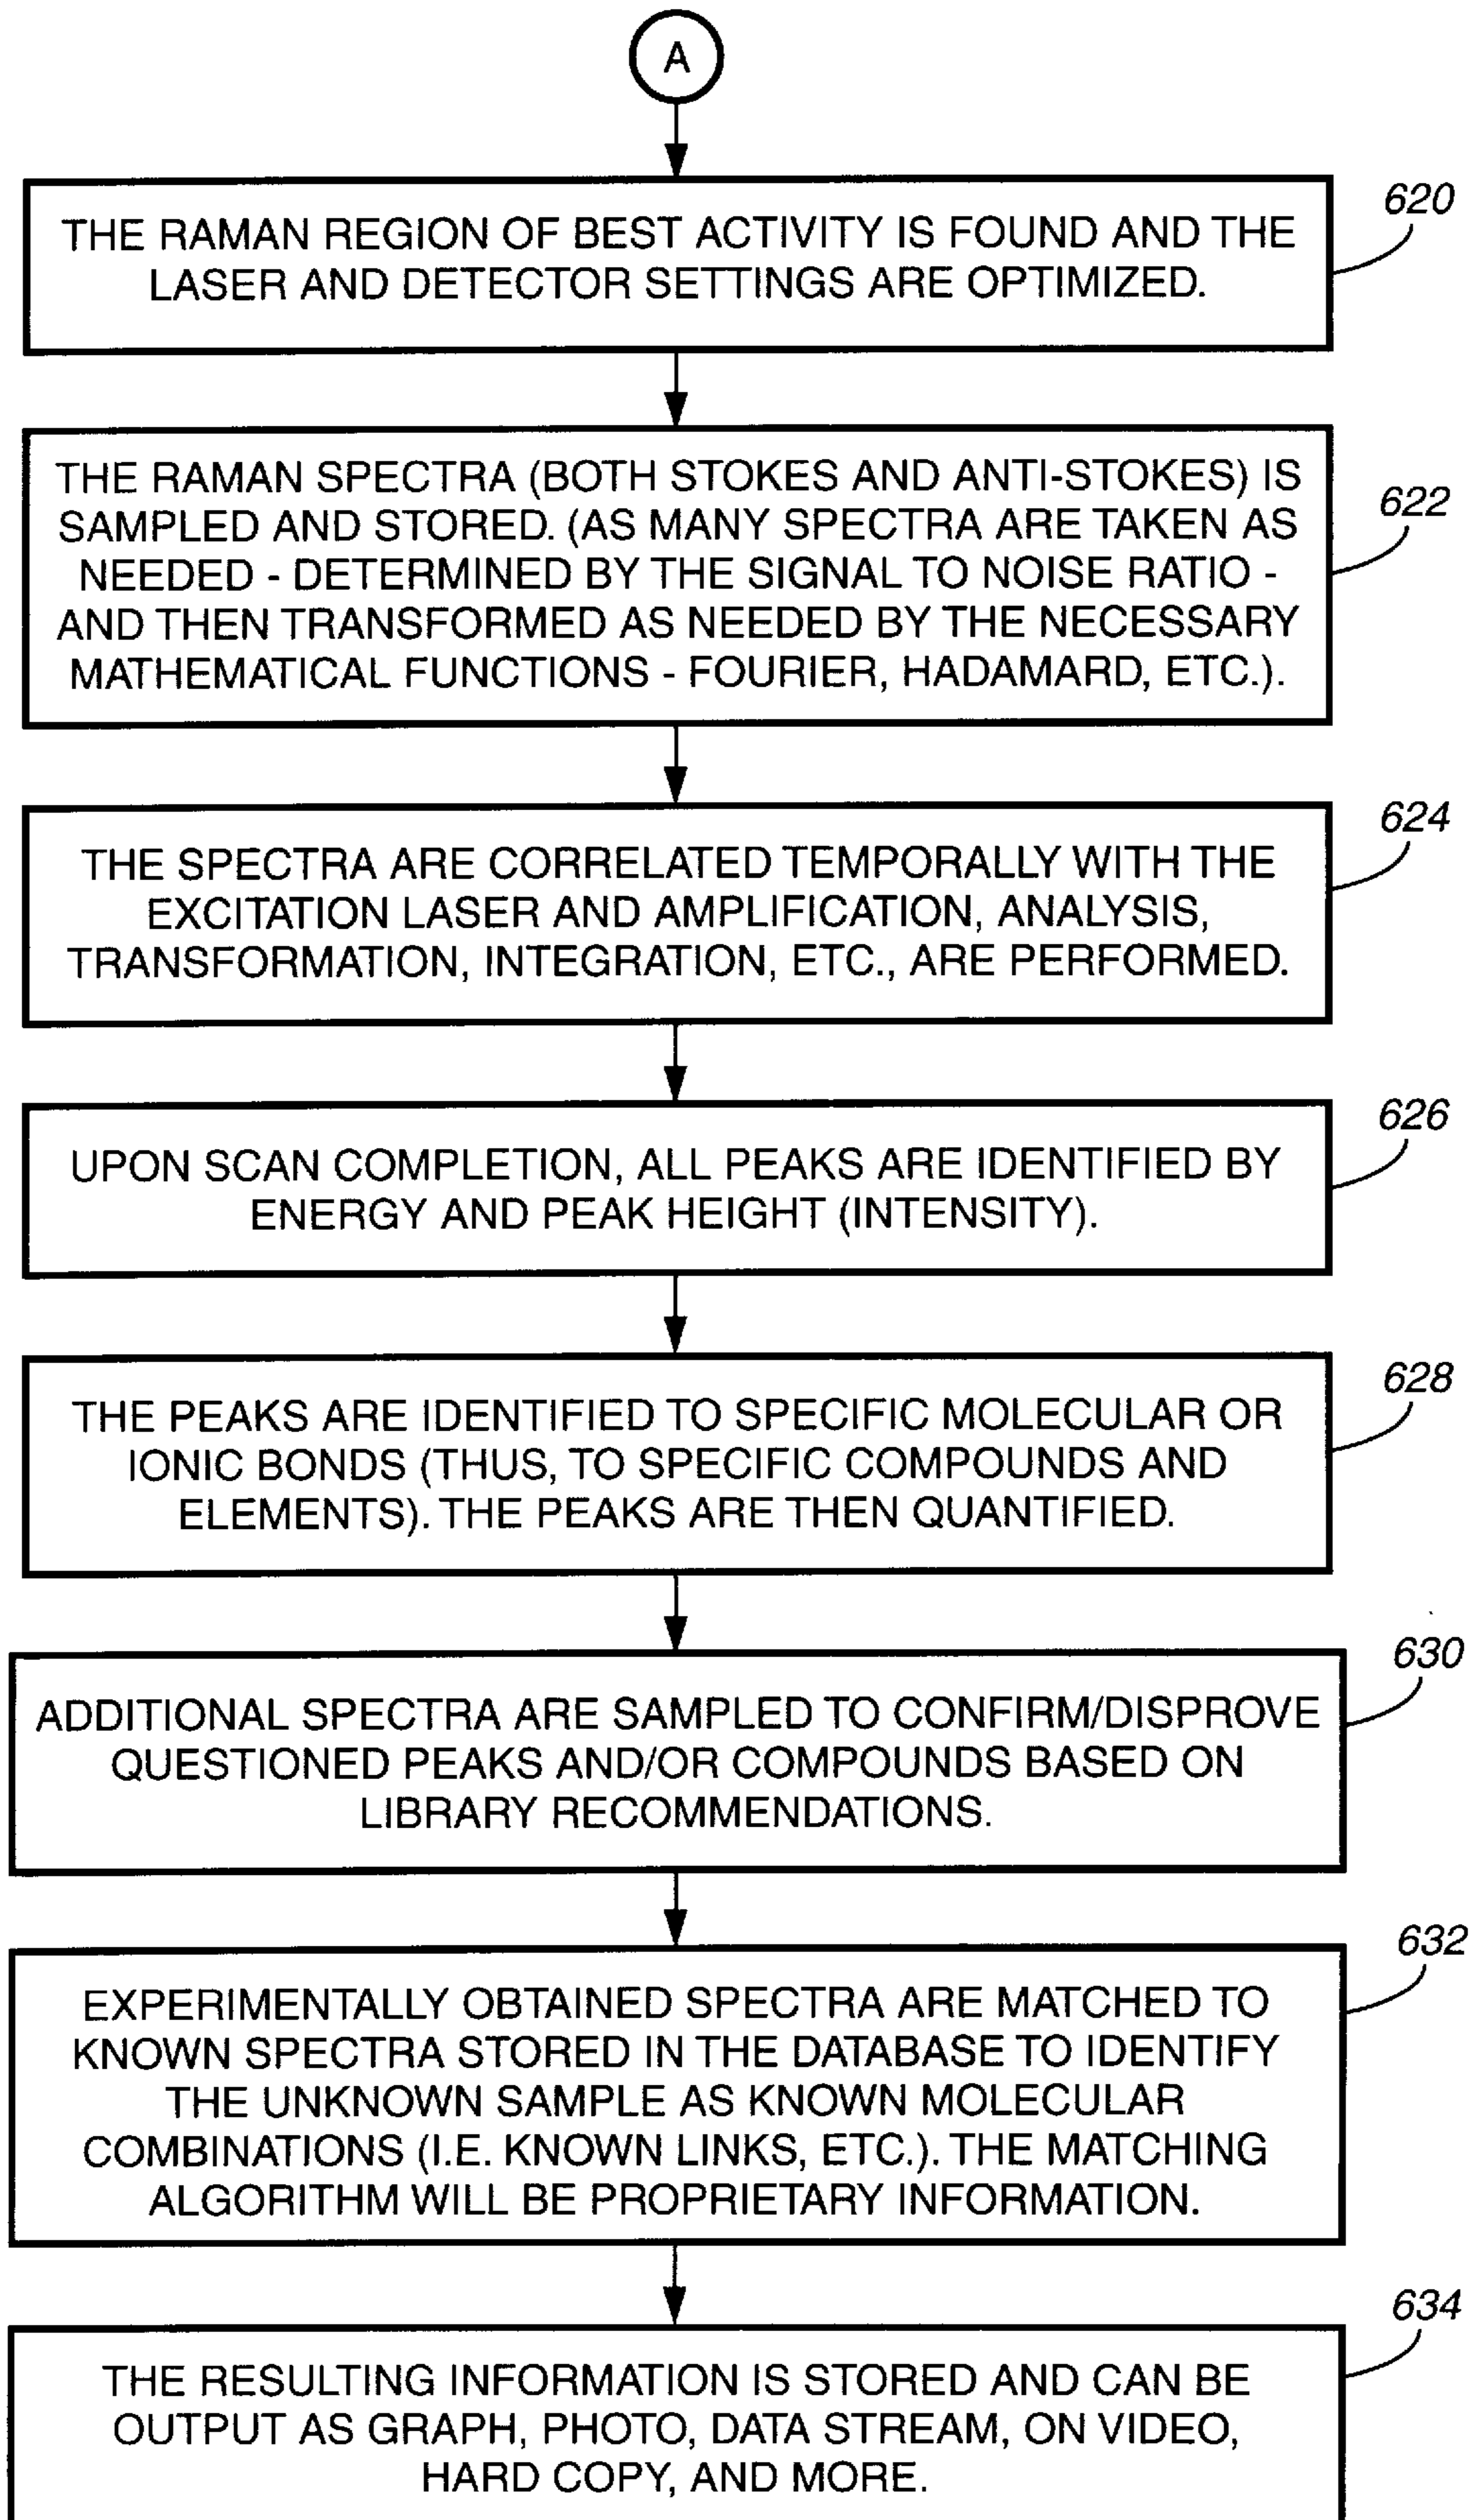 A
620
THE RAMAN REGION OF BEST ACTIVITY IS FOUND AND THE
LASER AND DETECTOR SETTINGS ARE OPTIMIZED.
622
THE RAMAN SPECTRA (BOTH STOKES AND ANTI-STOKES) IS
SAMPLED AND STORED. (AS MANY SPECTRA ARE TAKEN AS
NEEDED - DETERMINED BY THE SIGNAL TO NOISE RATIO -
AND THEN TRANSFORMED AS NEEDED BY THE NECESSARY
MATHEMATICAL FUNCTIONS - FOURIER, HADAMARD, ETC.).
624
THE SPECTRA ARE CORRELATED TEMPORALLY WITH THE
EXCITATION LASER AND AMPLIFICATION, ANALYSIS,
TRANSFORMATION, INTEGRATION, ETC., ARE PERFORMED.
626
UPON SCAN COMPLETION, ALL PEAKS ARE IDENTIFIED BY
ENERGY AND PEAK HEIGHT (INTENSITY).
628
THE PEAKS ARE IDENTIFIED TO SPECIFIC MOLECULAR OR
IONIC BONDS (THUS, TO SPECIFIC COMPOUNDS AND
ELEMENTS). THE PEAKS ARE THEN QUANTIFIED.
630
ADDITIONAL SPECTRA ARE SAMPLED TO CONFIRM/DISPROVE
QUESTIONED PEAKS AND/OR COMPOUNDS BASED ON
LIBRARY RECOMMENDATIONS.
632
EXPERIMENTALLY OBTAINED SPECTRA ARE MATCHED TO
KNOWN SPECTRA STORED IN THE DATABASE TO IDENTIFY
THE UNKNOWN SAMPLE AS KNOWN MOLECULAR
COMBINATIONS (I.E. KNOWN LINKS, ETC.). THE MATCHING
ALGORITHM WILL BE PROPRIETARY INFORMATION.
634
THE RESULTING INFORMATION IS STORED AND CAN BE
OUTPUT AS GRAPH, PHOTO, DATA STREAM, ON VIDEO,
HARD COPY, AND MORE.